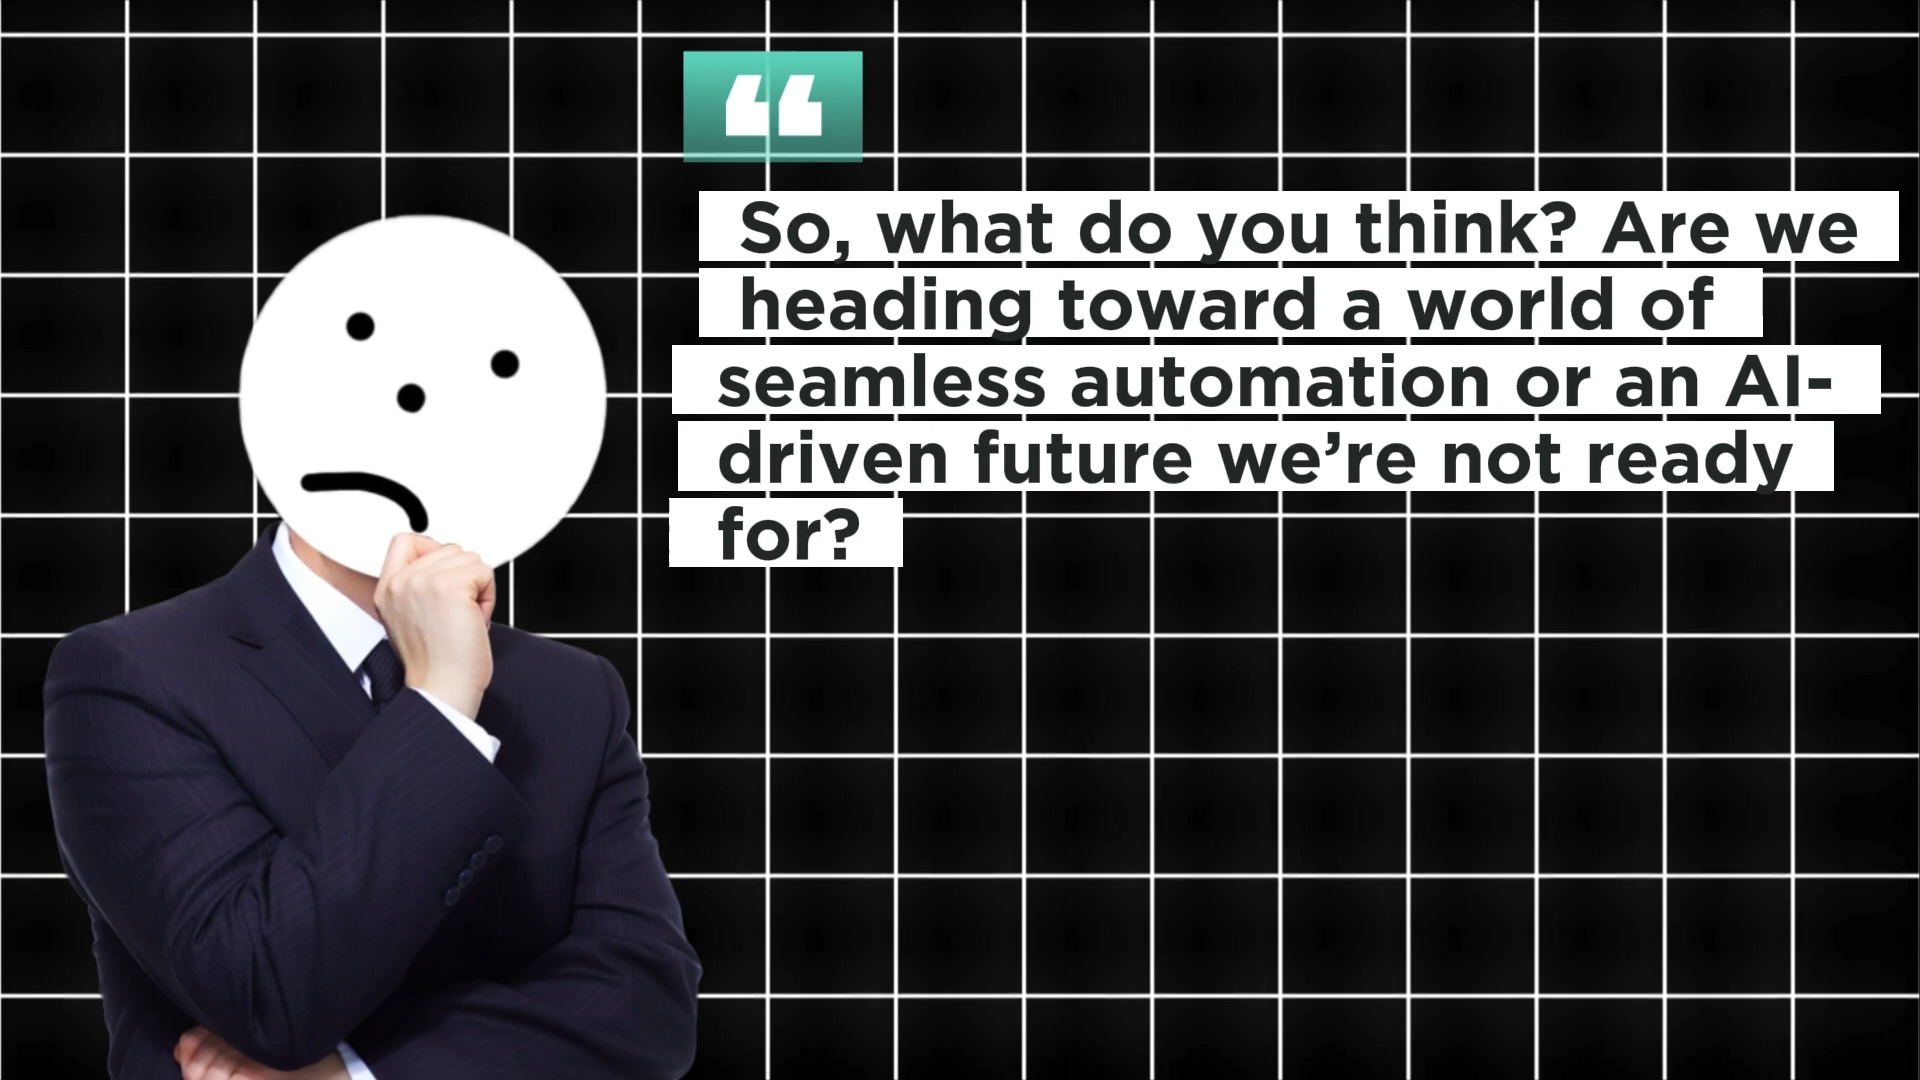 “
So, what do you think? Are we
heading toward a world of
seamless automation or an AI-
driven future we’re not ready
for?